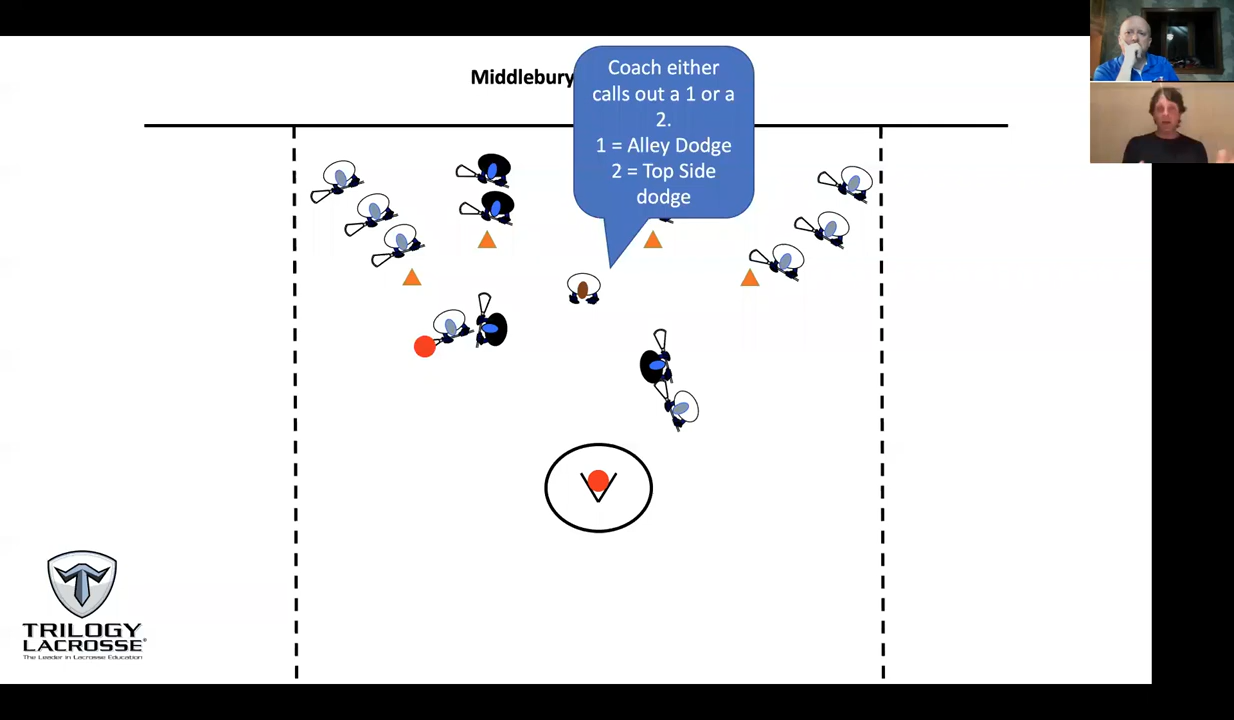 Middlebury
Coach either
calls out a 1 or a
2.
1 = Alley Dodge
2 = Top Side
dodge
TRILOGY
LACROSSE
The Leader in Lacrosse Education